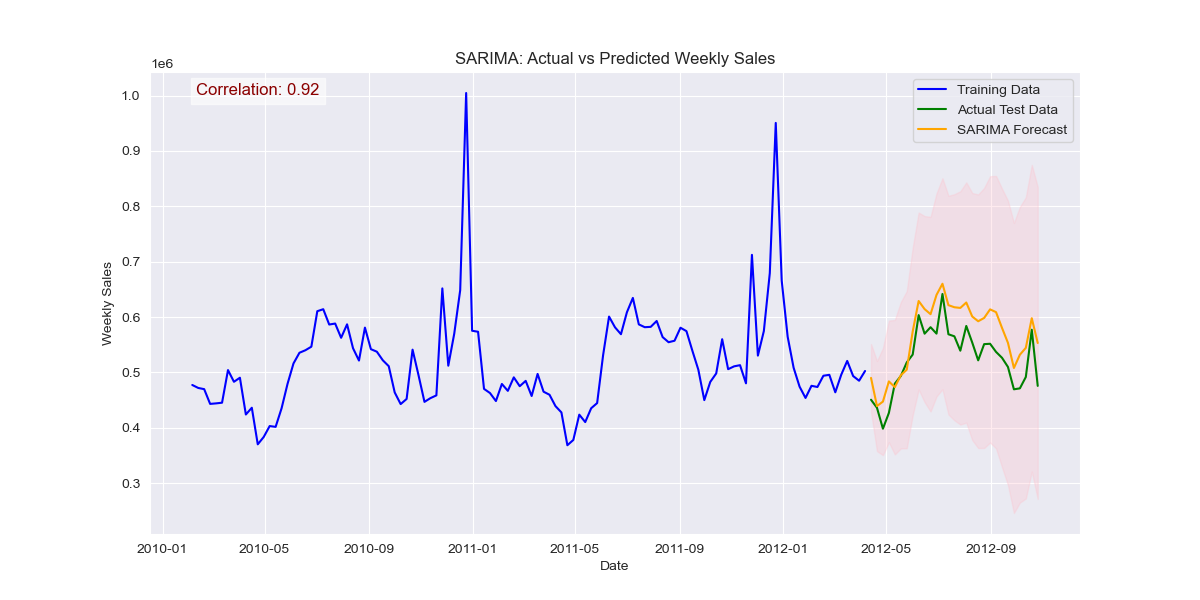 SARIMA: Actual vs Predicted Weekly Sales
1e6
Correlation: 0.92
Training Data
Actual Test Data
SARIMA Forecast
1.0
0.9
0.8
0.7
0.6
0.5
0.4
0.3
Weekly Sales
2010-01 2010-05 2010-09 2011-01 2011-05 2011-09 2012-01 2012-05 2012-09
Date